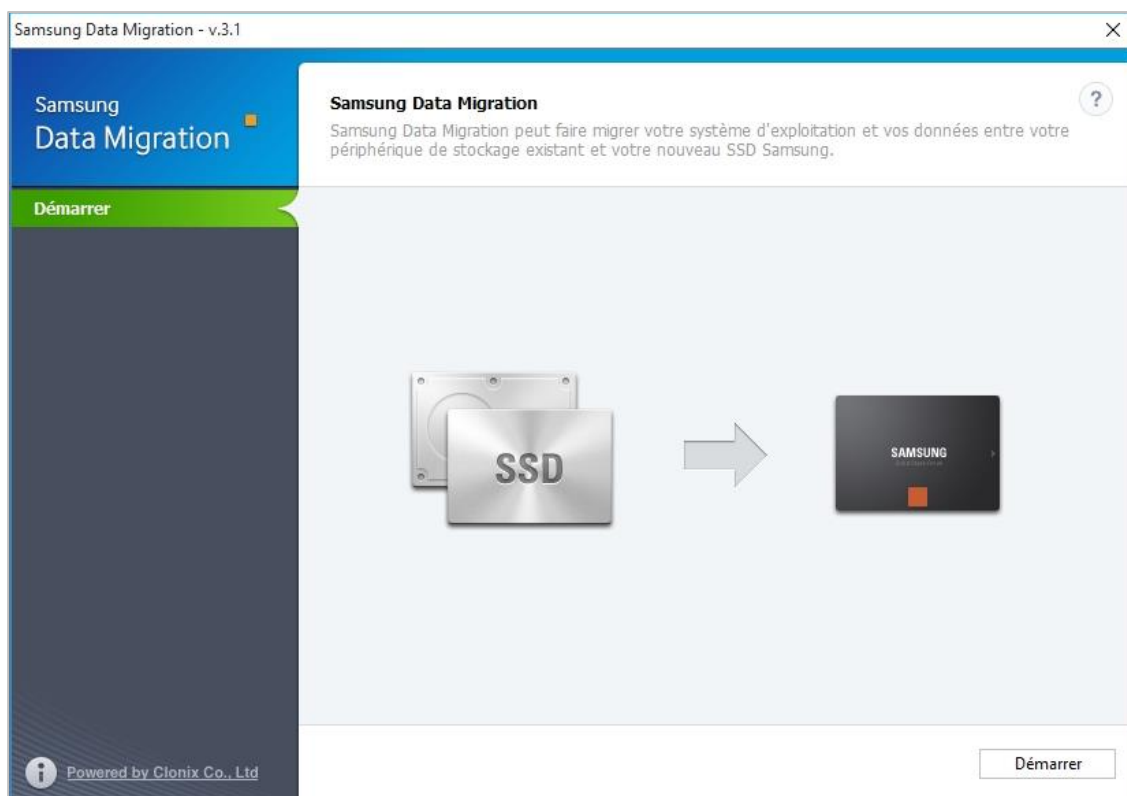 Samsung Data Migration - v.3.1
Samsung
Data Migration
Démarrer
Samsung Data Migration
?
Samsung Data Migration peut faire migrer votre système d'exploitation et vos données entre votre
périphérique de stockage existant et votre nouveau SSD Samsung.
SSD
SAMSUNG
i
Powered by Clonix Co., Ltd
Démarrer